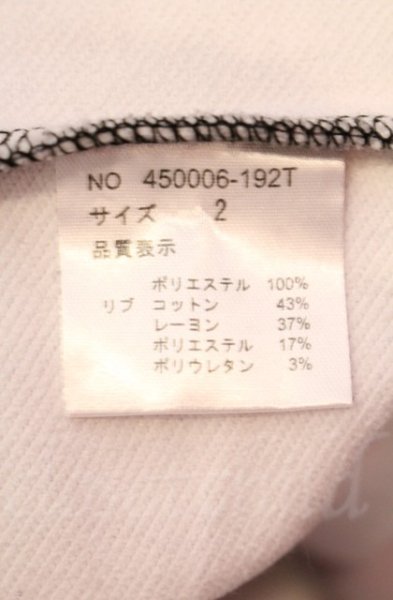 NO 450006-192T
サイズ 2
品質表示
ポリエステル 100%
リブ コットン 43%
レーヨン 37%
ポリエステル 17%
ポリウレタン 3%